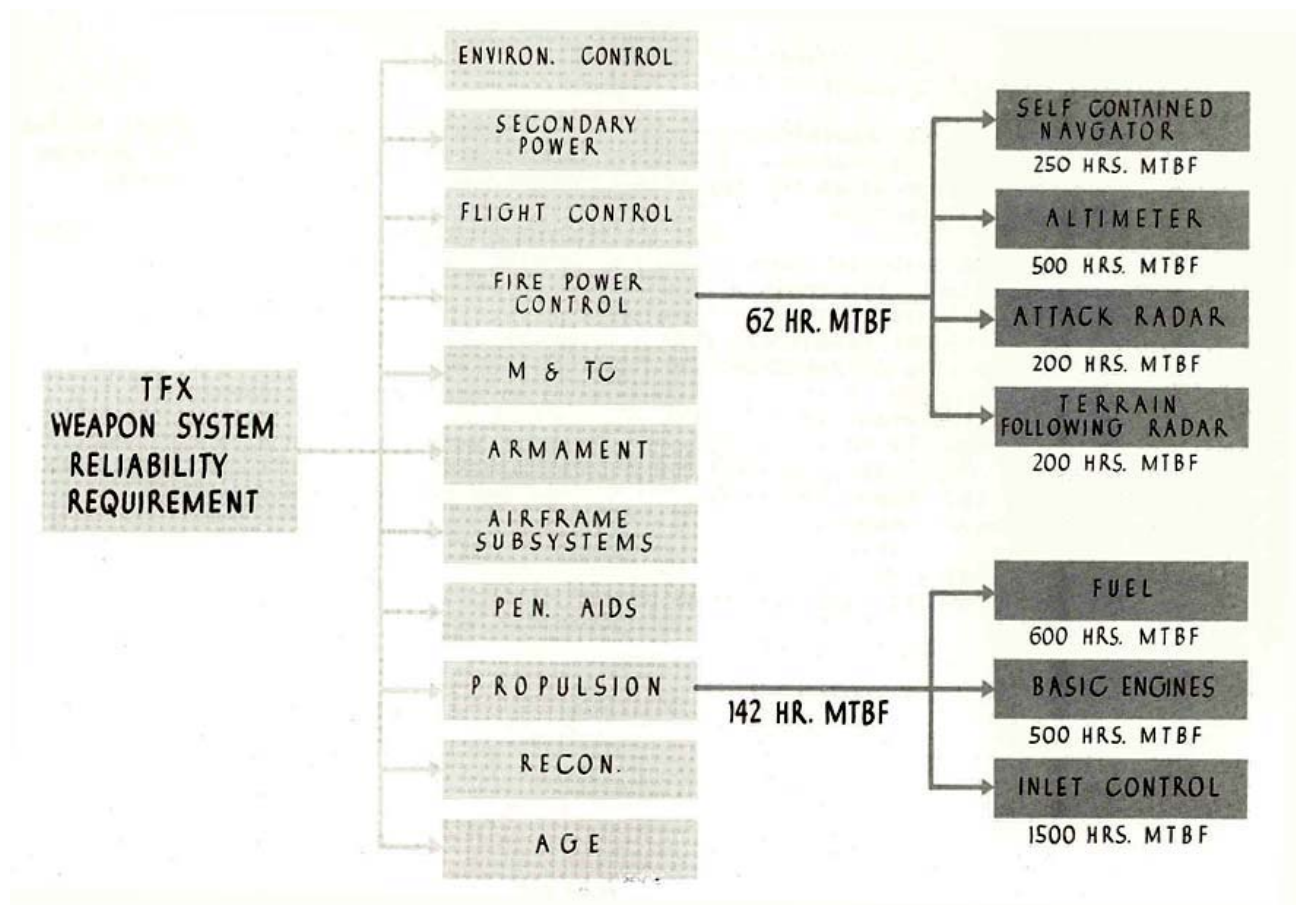 TFX
WEAPON SYSTEM
RELIABILITY
REQUIREMENT
ENVIRON. CONTROL
SECONDARY
POWER
FLIGHT CONTROL
FIRE POWER
CONTROL
M & TC
ARMAMENT
AIRFRAME
SUBSYSTEMS
PEN. AIDS
PROPULSION
RECON.
AGE
62 HR. MTBF
142 HR. MTBF
SELF CONTAINED
NAVGATOR
250 HRS. MTBF
ALTIMETER
500 HRS. MTBF
ATTACK RADAR
200 HRS. MTBF
TERRAIN
FOLLOWING RADAR
200 HRS. MTBF
FUEL
600 HRS. MTBF
BASIC ENGINES
500 HRS. MTBF
INLET CONTROL
1500 HRS. MTBF